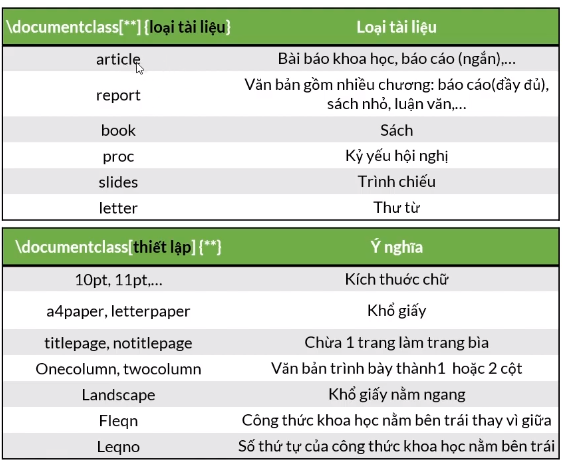 \documentclass[**] {loại tài liệu} Loại tài liệu
article Bài báo khoa học, báo cáo (ngắn),...
report Văn bản gồm nhiều chương: báo cáo(đầy đủ),
sách nhỏ, luận văn,...
book Sách
proc Kỷ yếu hội nghị
slides Trình chiếu
letter Thư từ
\documentclass[thiết lập] {**} Ý nghĩa
10pt, 11pt,... Kích thuớc chữ
a4paper, letterpaper Khổ giấy
titlepage, notitlepage Chừa 1 trang làm trang bìa
Onecolumn, twocolumn Văn bản trình bày thành1 hoặc 2 cột
Landscape Khổ giấy nằm ngang
Fleqn Công thức khoa học nằm bên trái thay vì giữa
Leqno Số thứ tự của công thức khoa học nằm bên trái